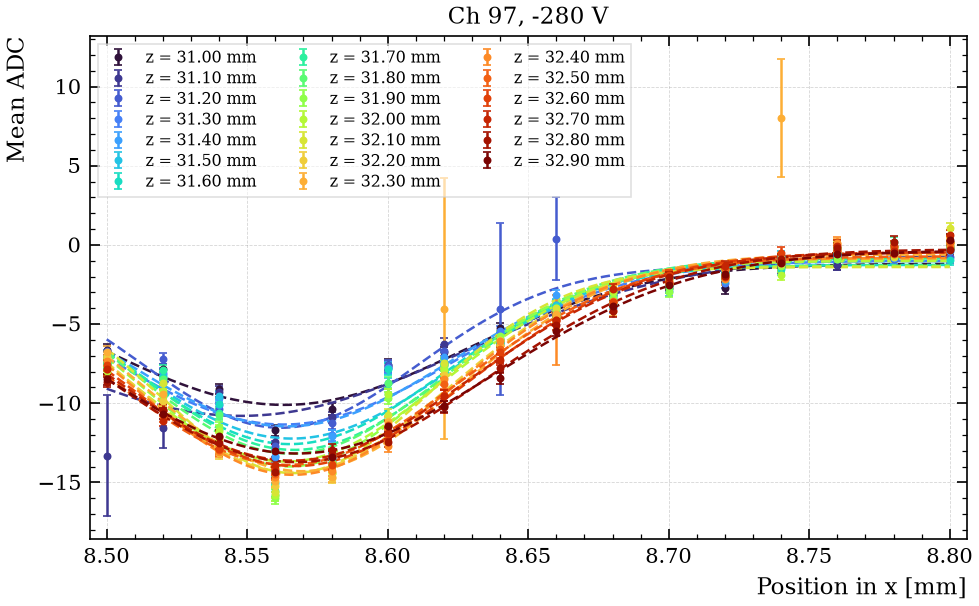 Ch 97, -280 V
Mean ADC
z = 31.00 mm
z = 31.10 mm
z = 31.20 mm
z = 31.30 mm
z = 31.40 mm
z = 31.50 mm
z = 31.60 mm
z = 31.70 mm
z = 31.80 mm
z = 31.90 mm
z = 32.00 mm
z = 32.10 mm
z = 32.20 mm
z = 32.30 mm
z = 32.40 mm
z = 32.50 mm
z = 32.60 mm
z = 32.70 mm
z = 32.80 mm
z = 32.90 mm
10
5
0
−5
−10
−15
8.50 8.55 8.60 8.65 8.70 8.75 8.80
Position in x [mm]